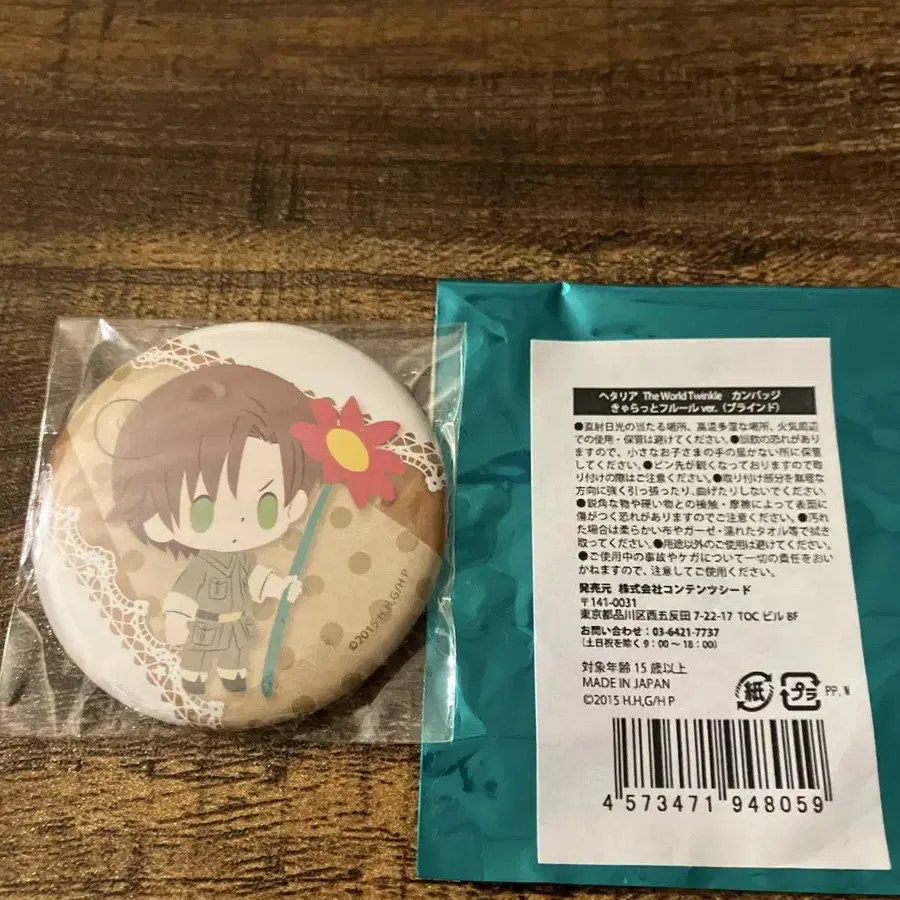 ©2015 H.H,G/H P
ヘタリア The World Twinkle カンバッジ
きゃらっとフルール ver.（ブラインド）
●直射日光の当たる場所、高温多湿な場所、火気周辺
での使用・保管は避けてください。●誤飲の恐れがあり
ますので、小さなお子さまの手の届かない所に保管
してください。●ピン先が鋭くなっておりますので取
り付けの際はご注意ください。●取り付け部分を無理な
方向に強く引っ張ったり、曲げたりしないでください。
●鋭角な物や硬い物との接触・摩擦によって表面に
傷がつく恐れがありますのでご注意ください。●汚れ
た場合は柔らかい布やガーゼ・濡れたタオル等で拭き
取ってください。●用途以外のご使用は避けてください。
●ご使用中の事故やケガについて一切の責任をおい
かねますので、注意してご使用ください。
発売元 株式会社コンテンツシード
〒141-0031
東京都品川区西五反田 7-22-17 TOC ビル 8F
お問い合わせ：03-6421-7737
（土日祝を除く 9：00～18：00）
対象年齢 15 歳以上
MADE IN JAPAN
©2015 H.H,G/H P
紙 プラ PP. M
4 573471 948059